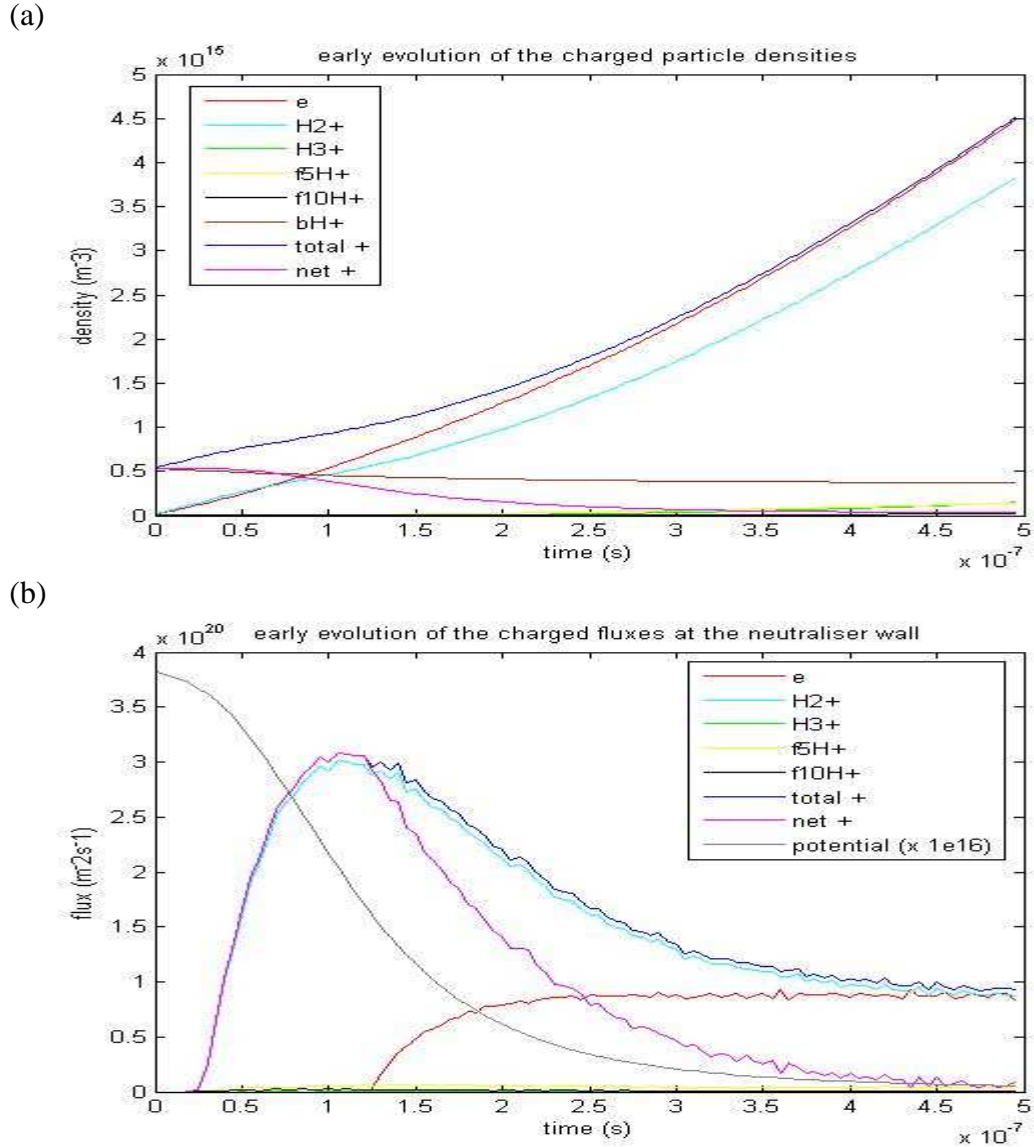 (a)
x 10^15
early evolution of the charged particle densities
5
4.5
4
3.5
3
2.5
2
1.5
1
0.5
0
density (m-3)
e
H2+
H3+
f5H+
f10H+
bH+
total +
net +
0 0.5 1 1.5 2 2.5 3 3.5 4 4.5 5
time (s)
x 10^-7
(b)
x 10^20
early evolution of the charged fluxes at the neutraliser wall
4
3.5
3
2.5
2
1.5
1
0.5
0
flux (m-2s-1)
e
H2+
H3+
f5H+
f10H+
total +
net +
potential (x 1e16)
0 0.5 1 1.5 2 2.5 3 3.5 4 4.5 5
time (s)
x 10^-7